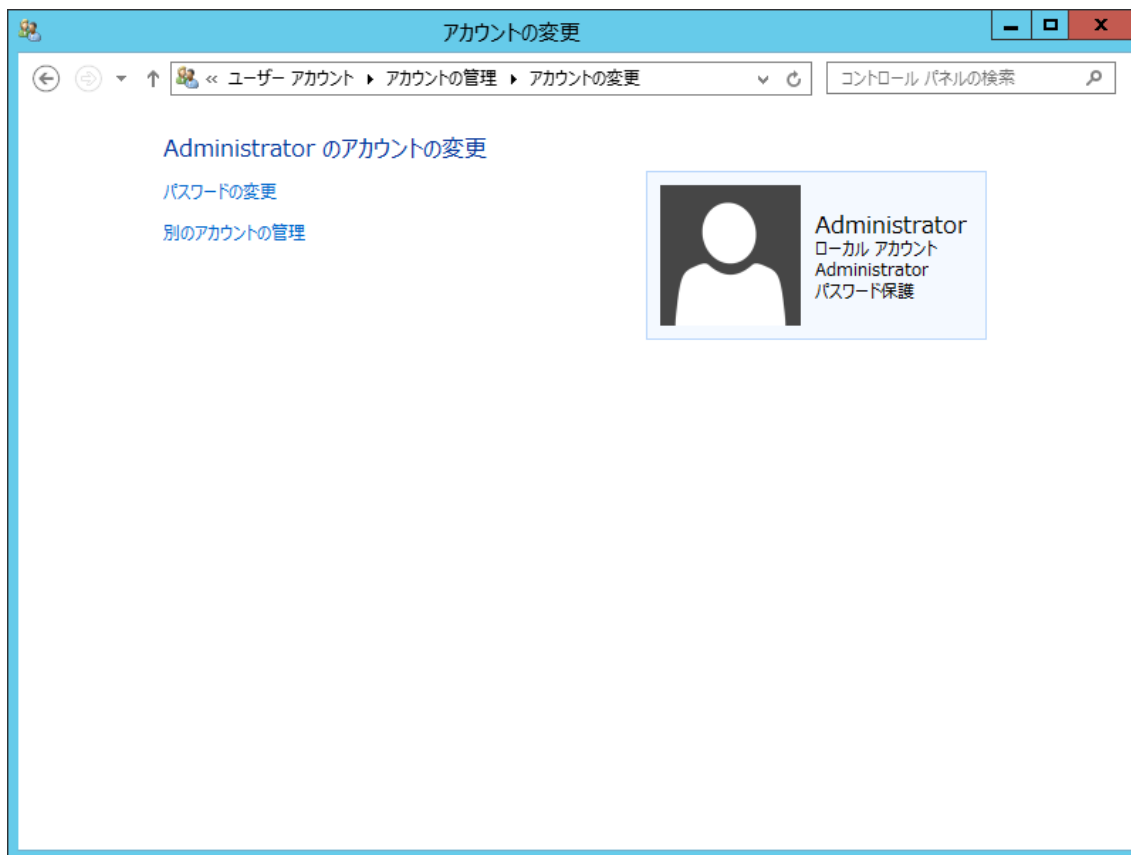 アカウントの変更
« ユーザー アカウント ▸ アカウントの管理 ▸ アカウントの変更
コントロール パネルの検索
Administrator のアカウントの変更
パスワードの変更
別のアカウントの管理
Administrator
ローカル アカウント
Administrator
パスワード保護